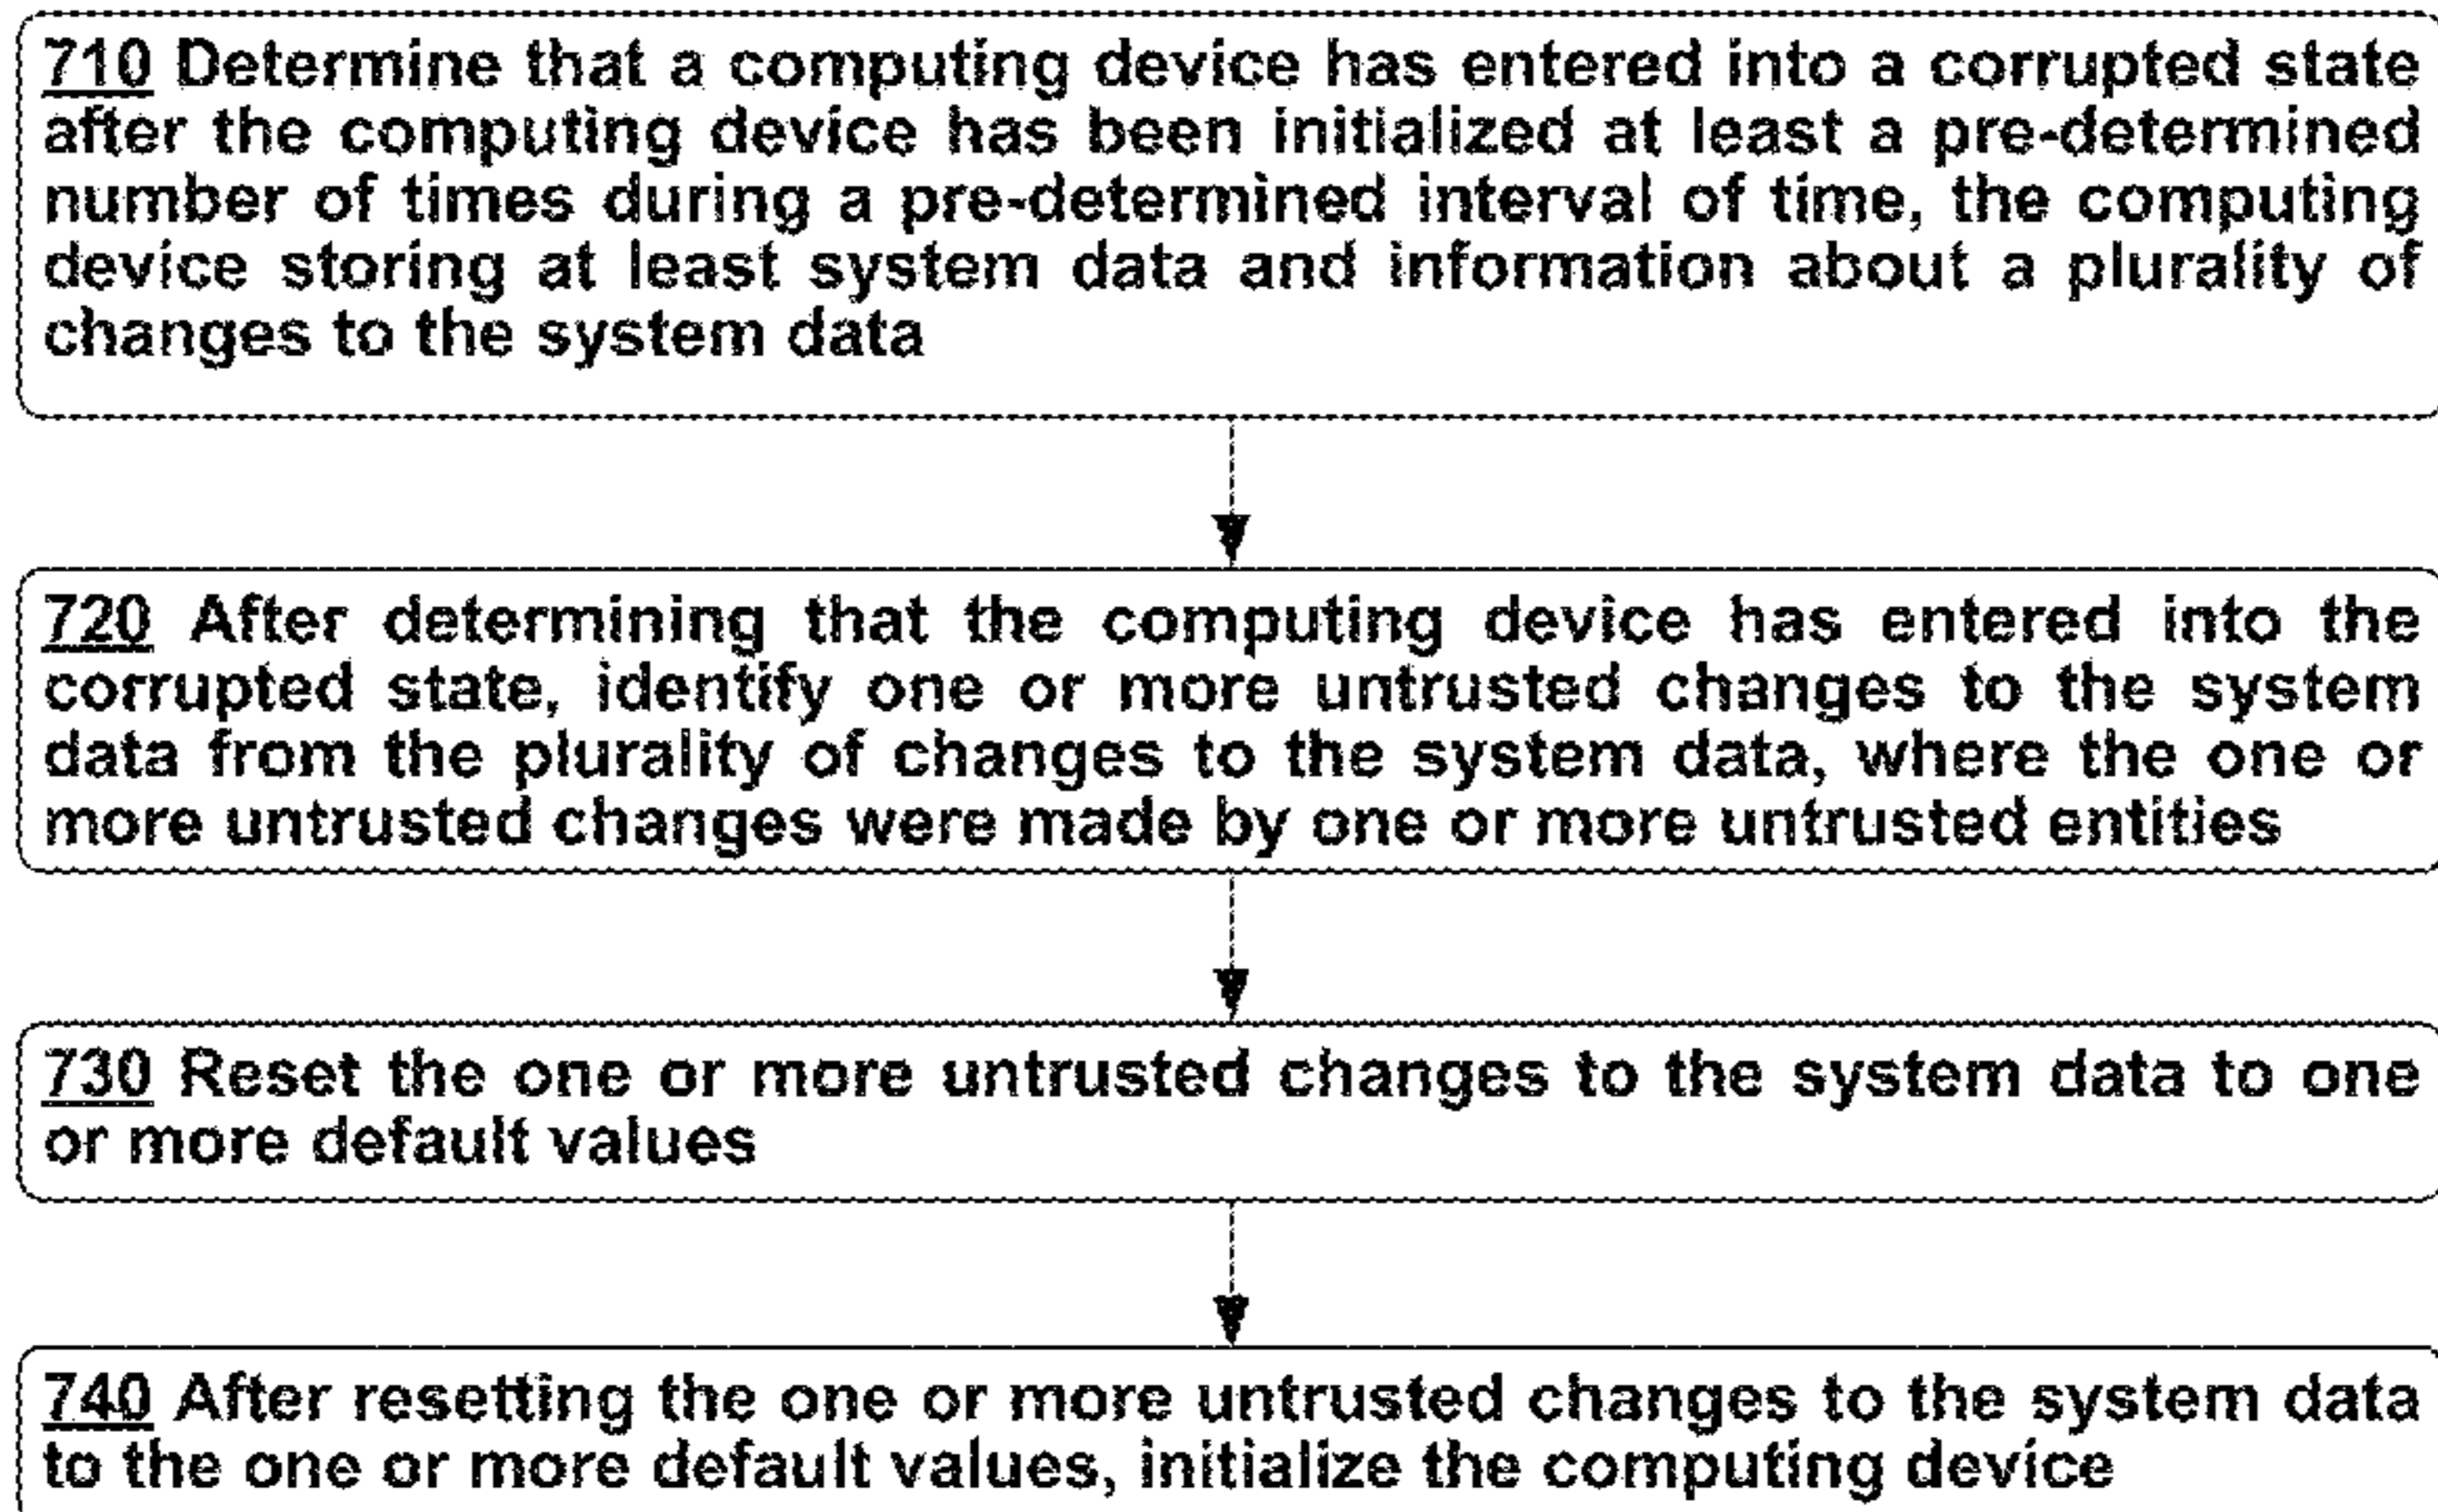 710 Determine that a computing device has entered into a corrupted state
after the computing device has been initialized at least a pre-determined
number of times during a pre-determined interval of time, the computing
device storing at least system data and information about a plurality of
changes to the system data
720 After determining that the computing device has entered into the
corrupted state, identify one or more untrusted changes to the system
data from the plurality of changes to the system data, where the one or
more untrusted changes were made by one or more untrusted entities
730 Reset the one or more untrusted changes to the system data to one
or more default values
740 After resetting the one or more untrusted changes to the system data
to the one or more default values, initialize the computing device